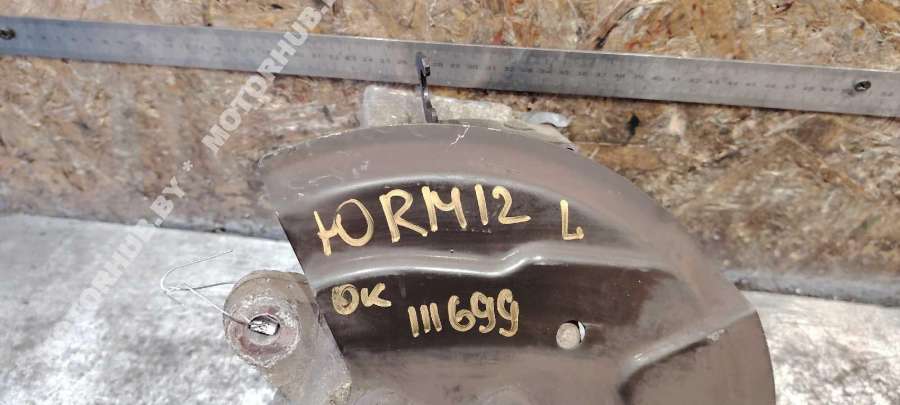 ЮRM12 L
ОК 111699
MOTORHUB.BY * MOTORHUB.BY